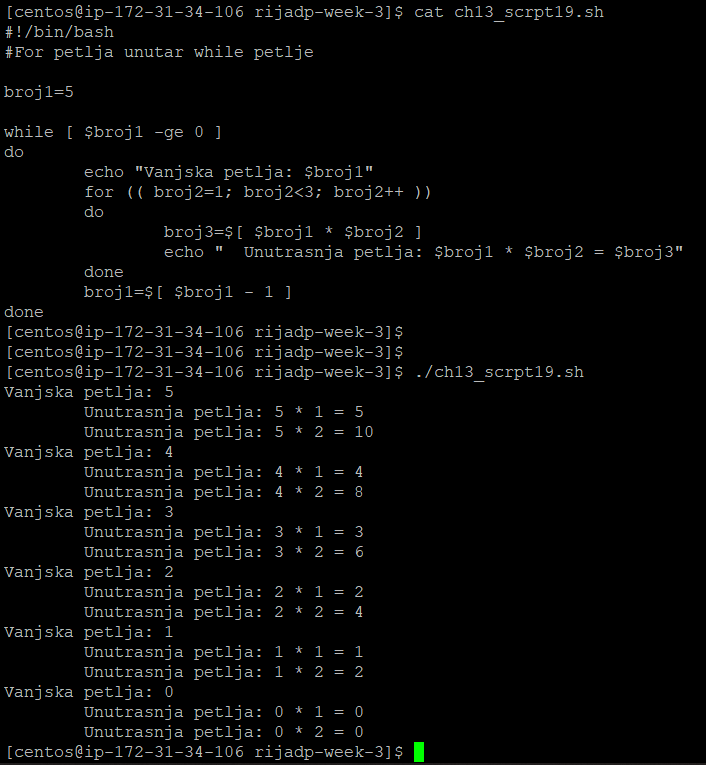 [centos@ip-172-31-34-106 rijadp-week-3]$ cat ch13_scrpt19.sh
#!/bin/bash
#For petlja unutar while petlje

broj1=5

while [ $broj1 -ge 0 ]
do
        echo "Vanjska petlja: $broj1"
        for (( broj2=1; broj2<3; broj2++ ))
        do
                broj3=$[ $broj1 * $broj2 ]
                echo "  Unutrasnja petlja: $broj1 * $broj2 = $broj3"
        done
        broj1=$[ $broj1 - 1 ]
done
[centos@ip-172-31-34-106 rijadp-week-3]$
[centos@ip-172-31-34-106 rijadp-week-3]$
[centos@ip-172-31-34-106 rijadp-week-3]$ ./ch13_scrpt19.sh
Vanjska petlja: 5
        Unutrasnja petlja: 5 * 1 = 5
        Unutrasnja petlja: 5 * 2 = 10
Vanjska petlja: 4
        Unutrasnja petlja: 4 * 1 = 4
        Unutrasnja petlja: 4 * 2 = 8
Vanjska petlja: 3
        Unutrasnja petlja: 3 * 1 = 3
        Unutrasnja petlja: 3 * 2 = 6
Vanjska petlja: 2
        Unutrasnja petlja: 2 * 1 = 2
        Unutrasnja petlja: 2 * 2 = 4
Vanjska petlja: 1
        Unutrasnja petlja: 1 * 1 = 1
        Unutrasnja petlja: 1 * 2 = 2
Vanjska petlja: 0
        Unutrasnja petlja: 0 * 1 = 0
        Unutrasnja petlja: 0 * 2 = 0
[centos@ip-172-31-34-106 rijadp-week-3]$